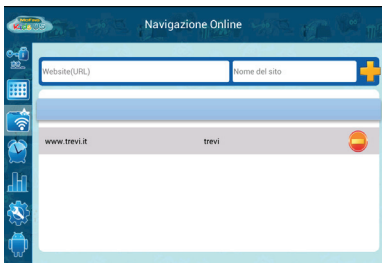 Navigazione Online
Website(URL)
Nome del sito
www.trevi.it
trevi